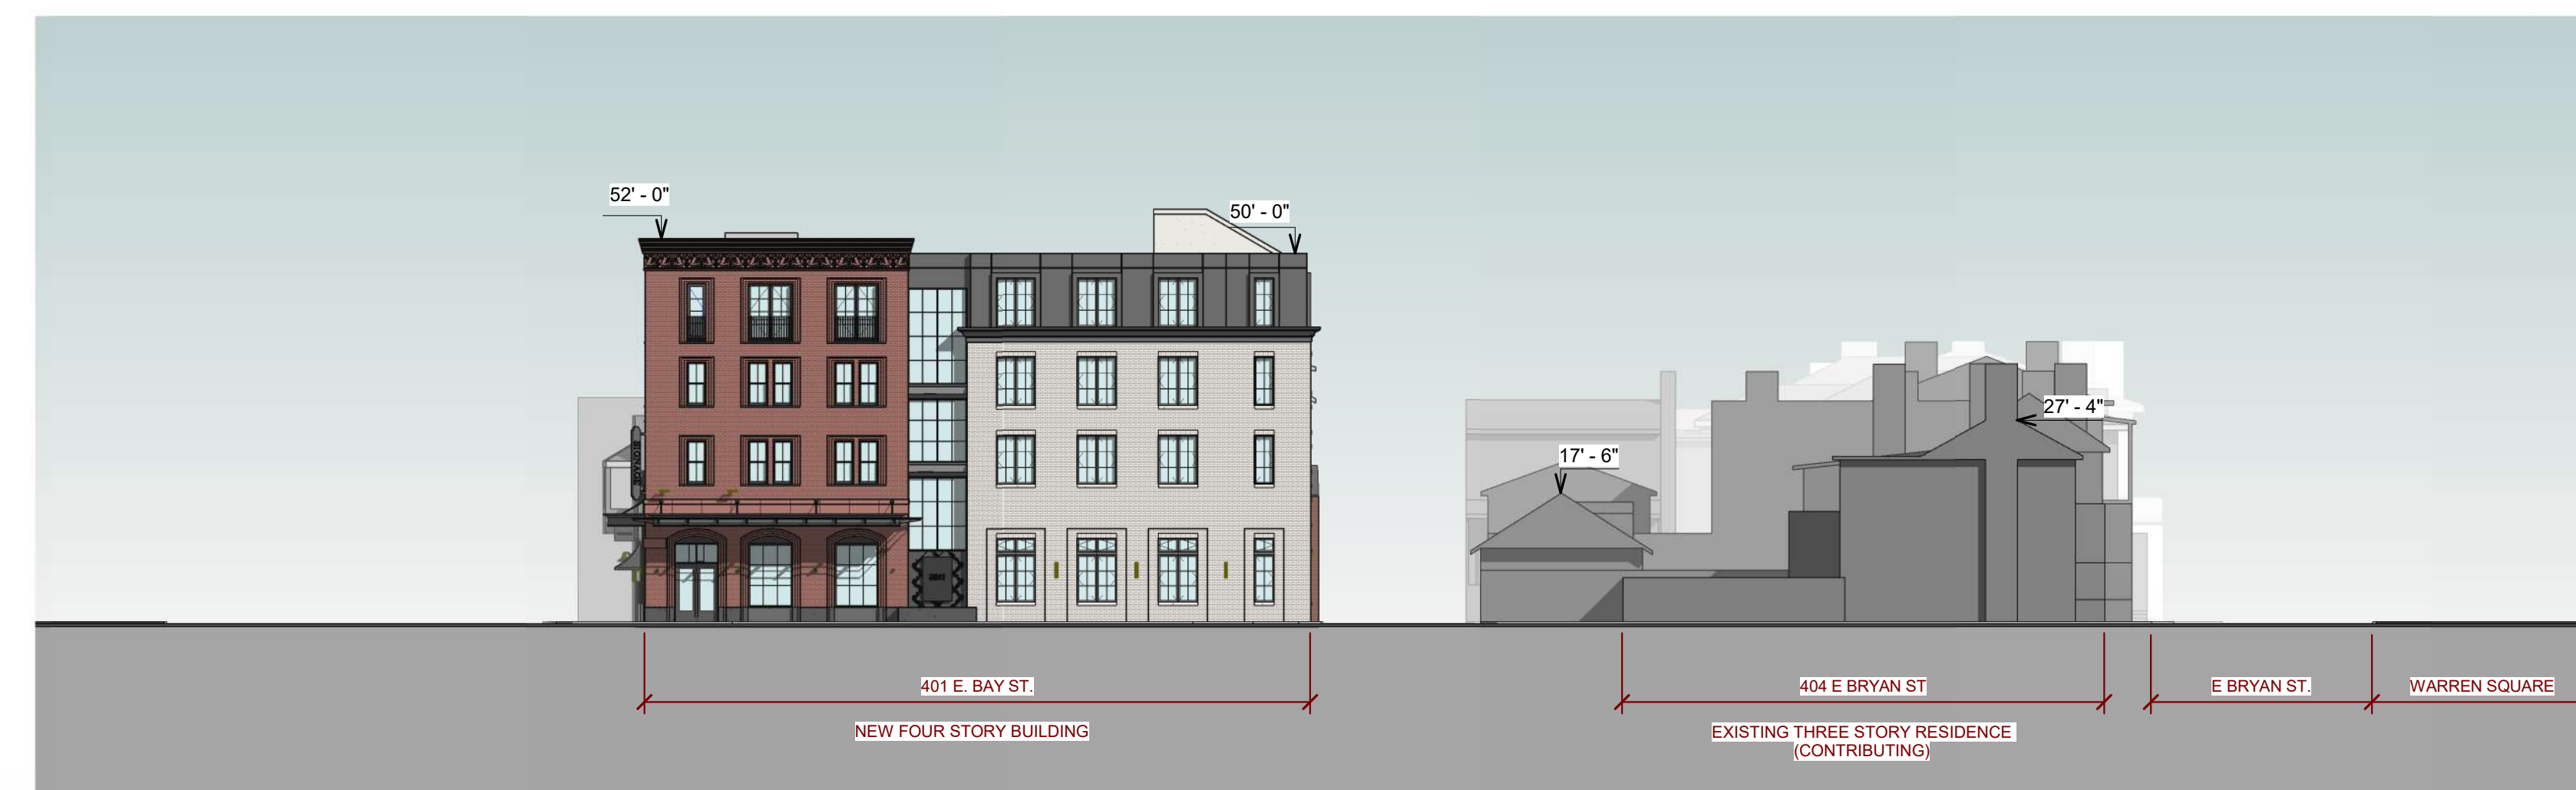 52' - 0"
50' - 0"
27' - 4"
17' - 6"
SIGNAGE
401 E. BAY ST.
404 E BRYAN ST
E BRYAN ST.
WARREN SQUARE
NEW FOUR STORY BUILDING
EXISTING THREE STORY RESIDENCE
(CONTRIBUTING)